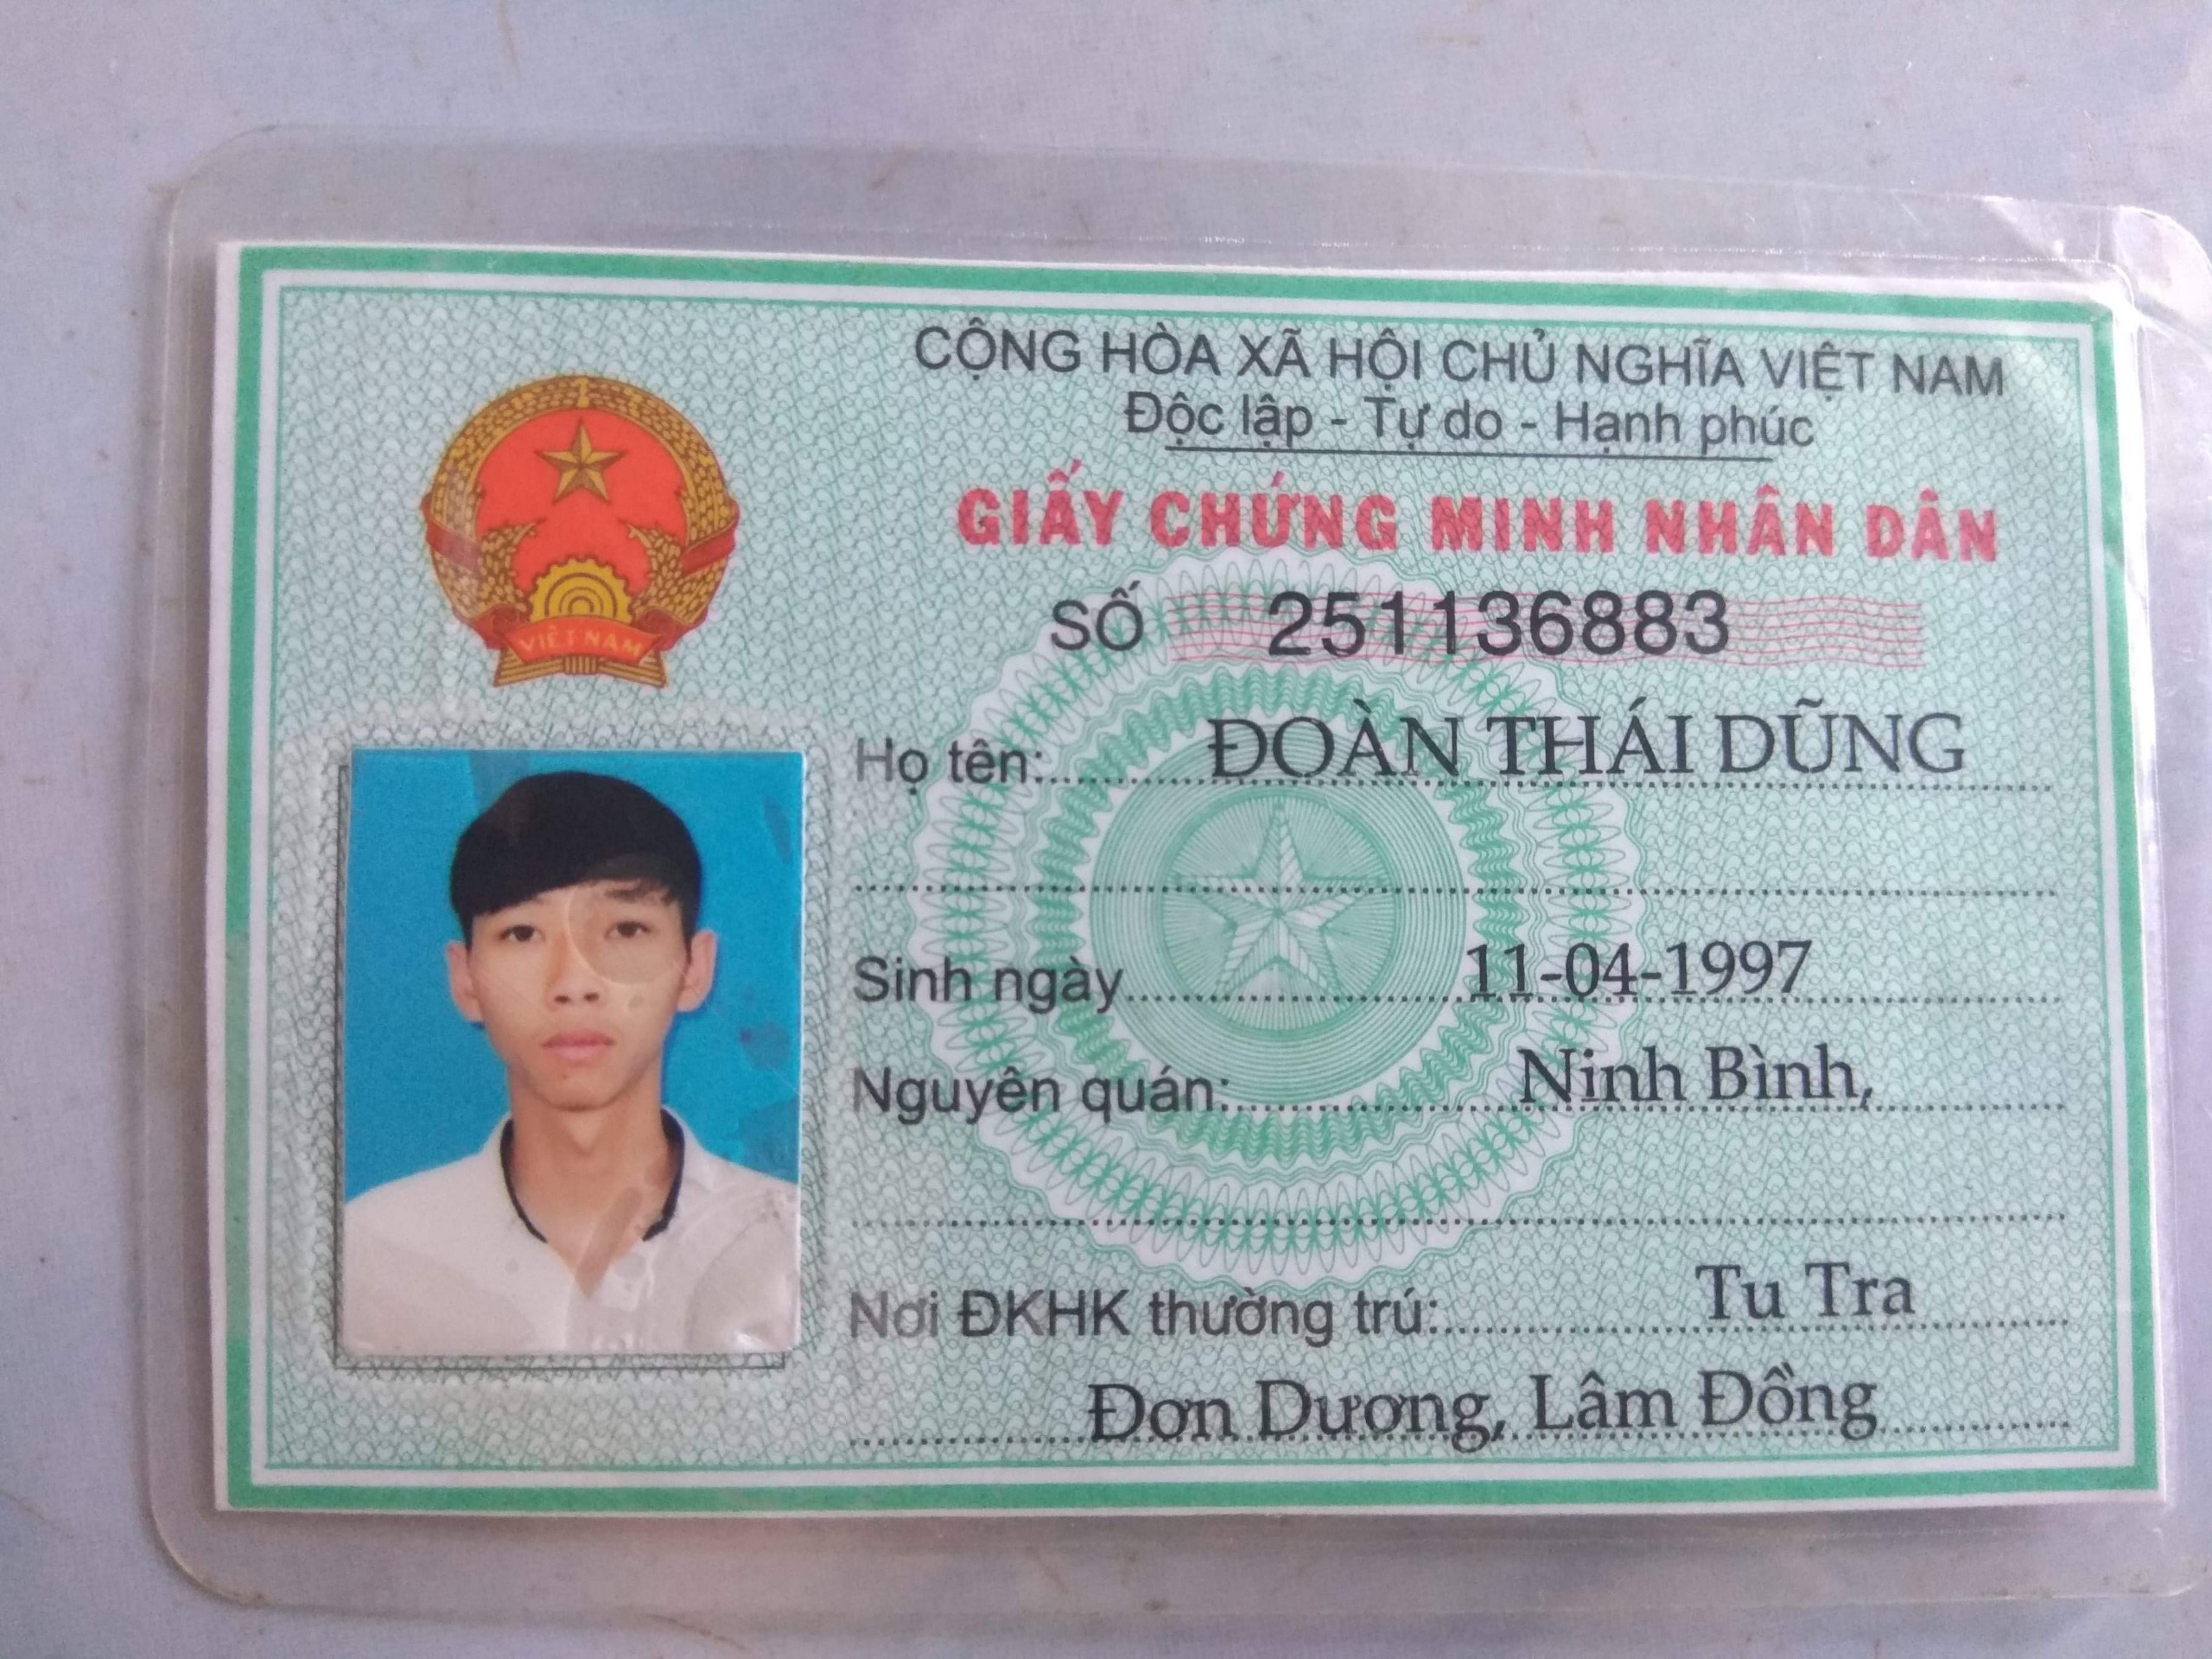 CỘNG HÒA XÃ HỘI CHỦ NGHĨA VIỆT NAM
Độc lập - Tự do - Hạnh phúc
GIẤY CHỨNG MINH NHÂN DÂN
SỐ 251136883
VIỆT NAM
Họ tên: ĐOÀN THÁI DŨNG
Sinh ngày 11-04-1997
Nguyên quán: Ninh Bình,
Nơi ĐKHK thường trú: Tu Tra
Đơn Dương, Lâm Đồng